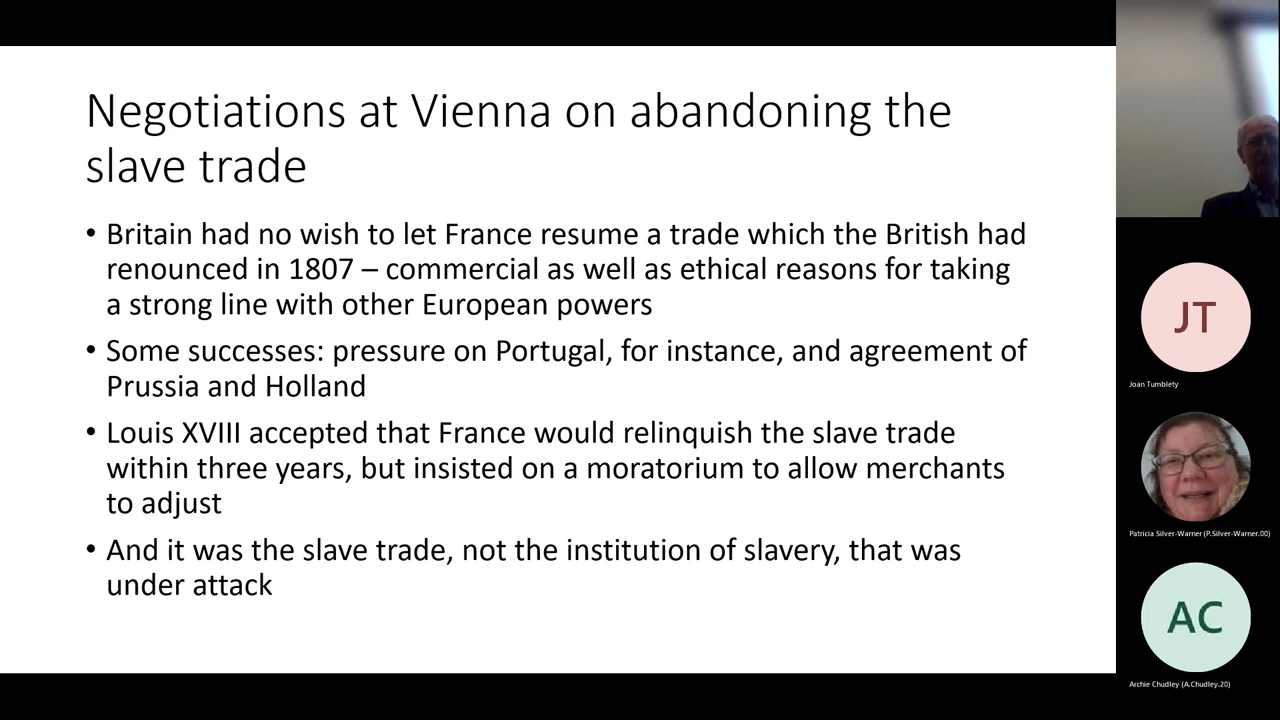 Negotiations at Vienna on abandoning the
slave trade
• Britain had no wish to let France resume a trade which the British had
renounced in 1807 – commercial as well as ethical reasons for taking
a strong line with other European powers
• Some successes: pressure on Portugal, for instance, and agreement of
Prussia and Holland
• Louis XVIII accepted that France would relinquish the slave trade
within three years, but insisted on a moratorium to allow merchants
to adjust
• And it was the slave trade, not the institution of slavery, that was
under attack
JT
Joan Tumblety
Patricia Silver-Warner (P.Silver-Warner.00)
AC
Archie Chudley (A.Chudley.20)